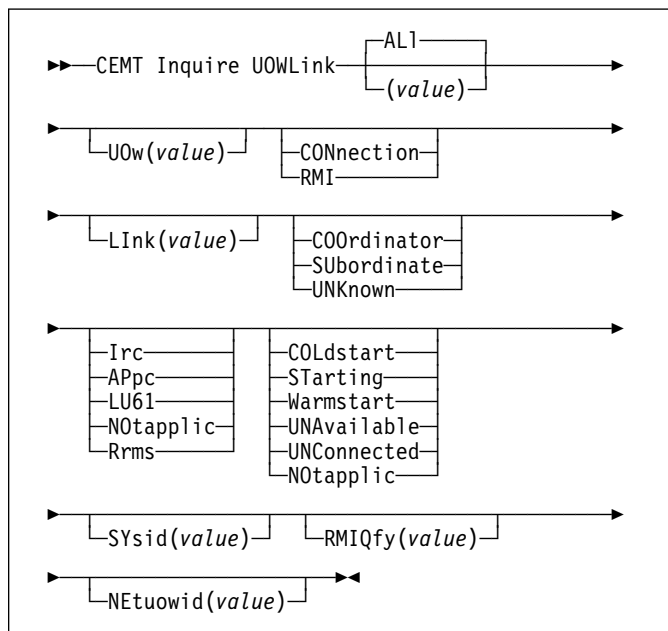 ALl
CEMT Inquire UOWLink
(value)
UOw(value) CONnection
RMI
LInk(value) COOrdinator
SUbordinate
UNKnown
Irc COLdstart
APpc STarting
LU61 Warmstart
NOtapplic UNAvailable
Rrms UNConnected
NOtapplic
SYsid(value) RMIQfy(value)
NEtuowid(value)